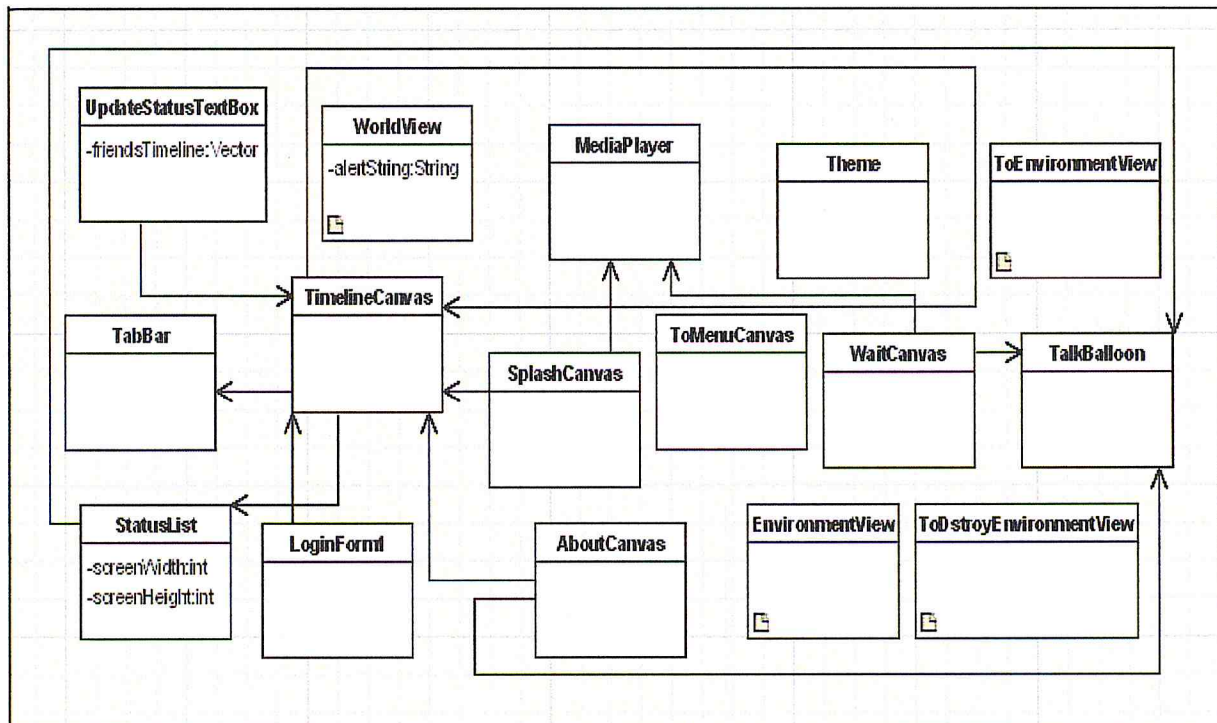 UpdateStatusTextBox
-friendsTimeline:Vector
WorldView
-alertString:String
MediaPlayer
Theme
ToEnvironmentView
TimelineCanvas
TabBar
SplashCanvas
ToMenuCanvas
WaitCanvas
TalkBalloon
StatusList
-screenWidth:int
-screenHeight:int
LoginForm1
AboutCanvas
EnvironmentView
ToDstroyEnvironmentView